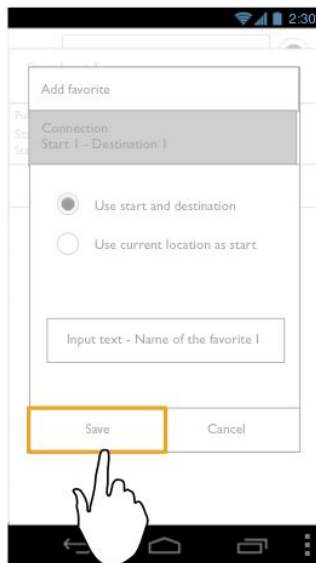 2:30
Add favorite
Connection
Start 1 - Destination 1
Use start and destination
Use current location as start
Input text - Name of the favorite I
Save
Cancel